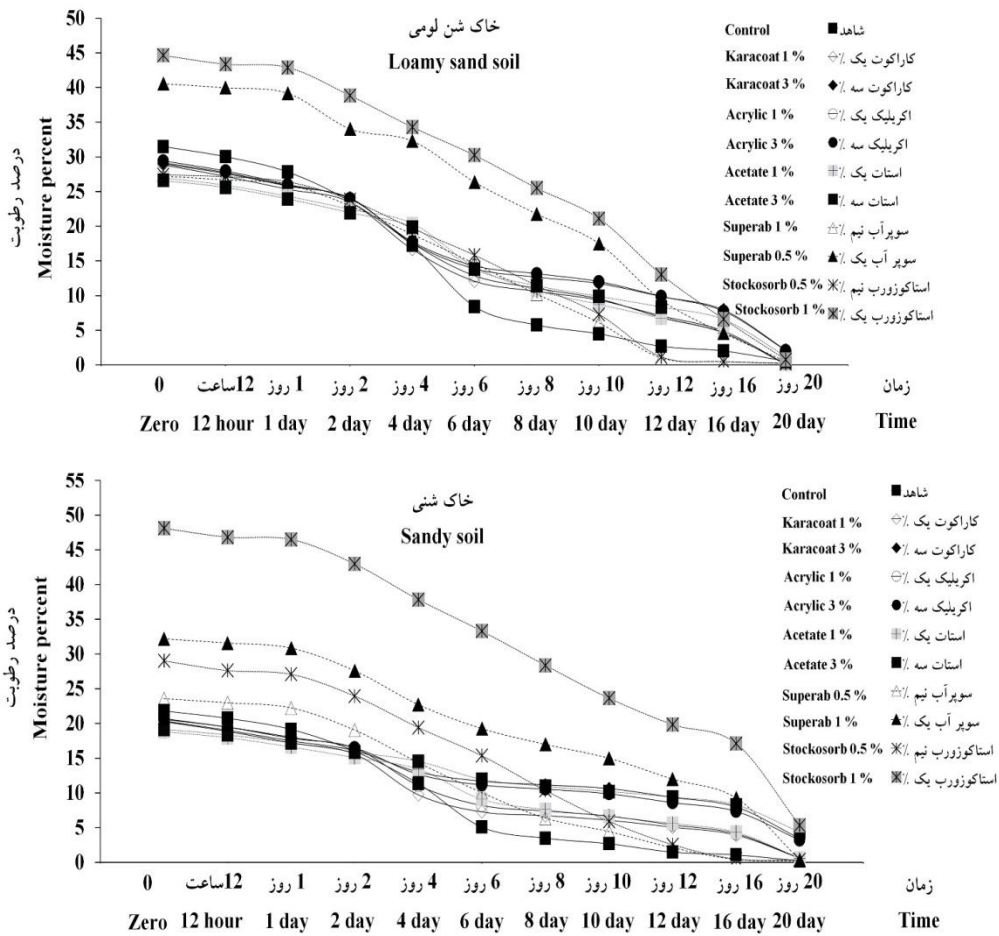 خاک شن لومی
Loamy sand soil
درصد رطوبت
Moisture percent
50
45
40
35
30
25
20
15
10
5
0
Control شاهد
Karacoat 1 % کاراکوت یک ٪
Karacoat 3 % کاراکوت سه ٪
Acrylic 1 % اکریلیک یک ٪
Acrylic 3 % اکریلیک سه ٪
Acetate 1 % استات یک ٪
Acetate 3 % استات سه ٪
Superab 1 % سوپرآب نیم ٪
Superab 0.5 % سوپر آب یک ٪
Stockosorb 0.5 % استاکوزورب نیم ٪
Stockosorb 1 % استاکوزورب یک ٪
0 12ساعت 1 روز 2 روز 4 روز 6 روز 8 روز 10 روز 12 روز 16 روز 20 روز زمان
Zero 12 hour 1 day 2 day 4 day 6 day 8 day 10 day 12 day 16 day 20 day Time
خاک شنی
Sandy soil
درصد رطوبت
Moisture percent
55
50
45
40
35
30
25
20
15
10
5
0
Control شاهد
Karacoat 1 % کاراکوت یک ٪
Karacoat 3 % کاراکوت سه ٪
Acrylic 1 % اکریلیک یک ٪
Acrylic 3 % اکریلیک سه ٪
Acetate 1 % استات یک ٪
Acetate 3 % استات سه ٪
Superab 0.5 % سوپرآب نیم ٪
Superab 1 % سوپر آب یک ٪
Stockosorb 0.5 % استاکوزورب نیم ٪
Stockosorb 1 % استاکوزورب یک ٪
0 12ساعت 1 روز 2 روز 4 روز 6 روز 8 روز 10 روز 12 روز 16 روز 20 روز زمان
Zero 12 hour 1 day 2 day 4 day 6 day 8 day 10 day 12 day 16 day 20 day Time